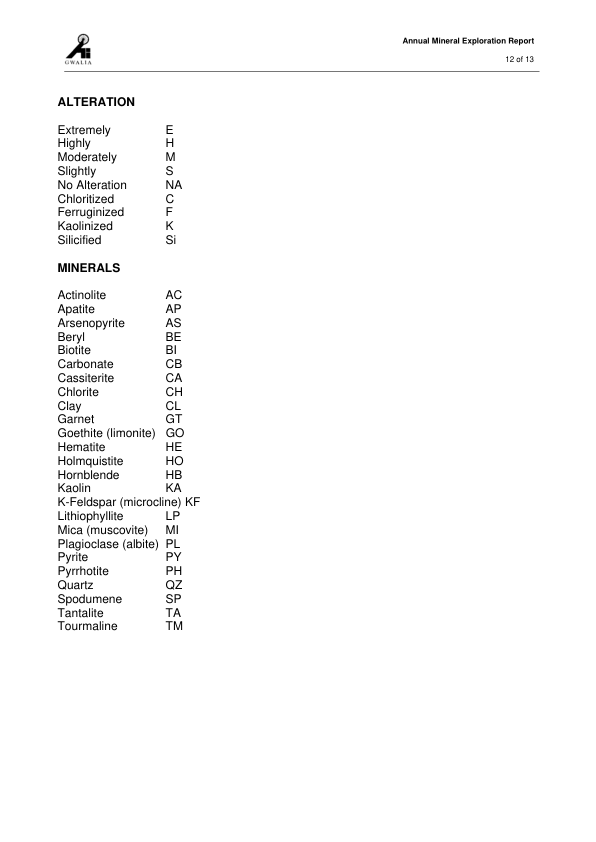 Annual Mineral Exploration Report
GWALIA
12 of 13
ALTERATION
Extremely E
Highly H
Moderately M
Slightly S
No Alteration NA
Chloritized C
Ferruginized F
Kaolinized K
Silicified Si
MINERALS
Actinolite AC
Apatite AP
Arsenopyrite AS
Beryl BE
Biotite BI
Carbonate CB
Cassiterite CA
Chlorite CH
Clay CL
Garnet GT
Goethite (limonite) GO
Hematite HE
Holmquistite HO
Hornblende HB
Kaolin KA
K-Feldspar (microcline) KF
Lithiophyllite LP
Mica (muscovite) MI
Plagioclase (albite) PL
Pyrite PY
Pyrrhotite PH
Quartz QZ
Spodumene SP
Tantalite TA
Tourmaline TM